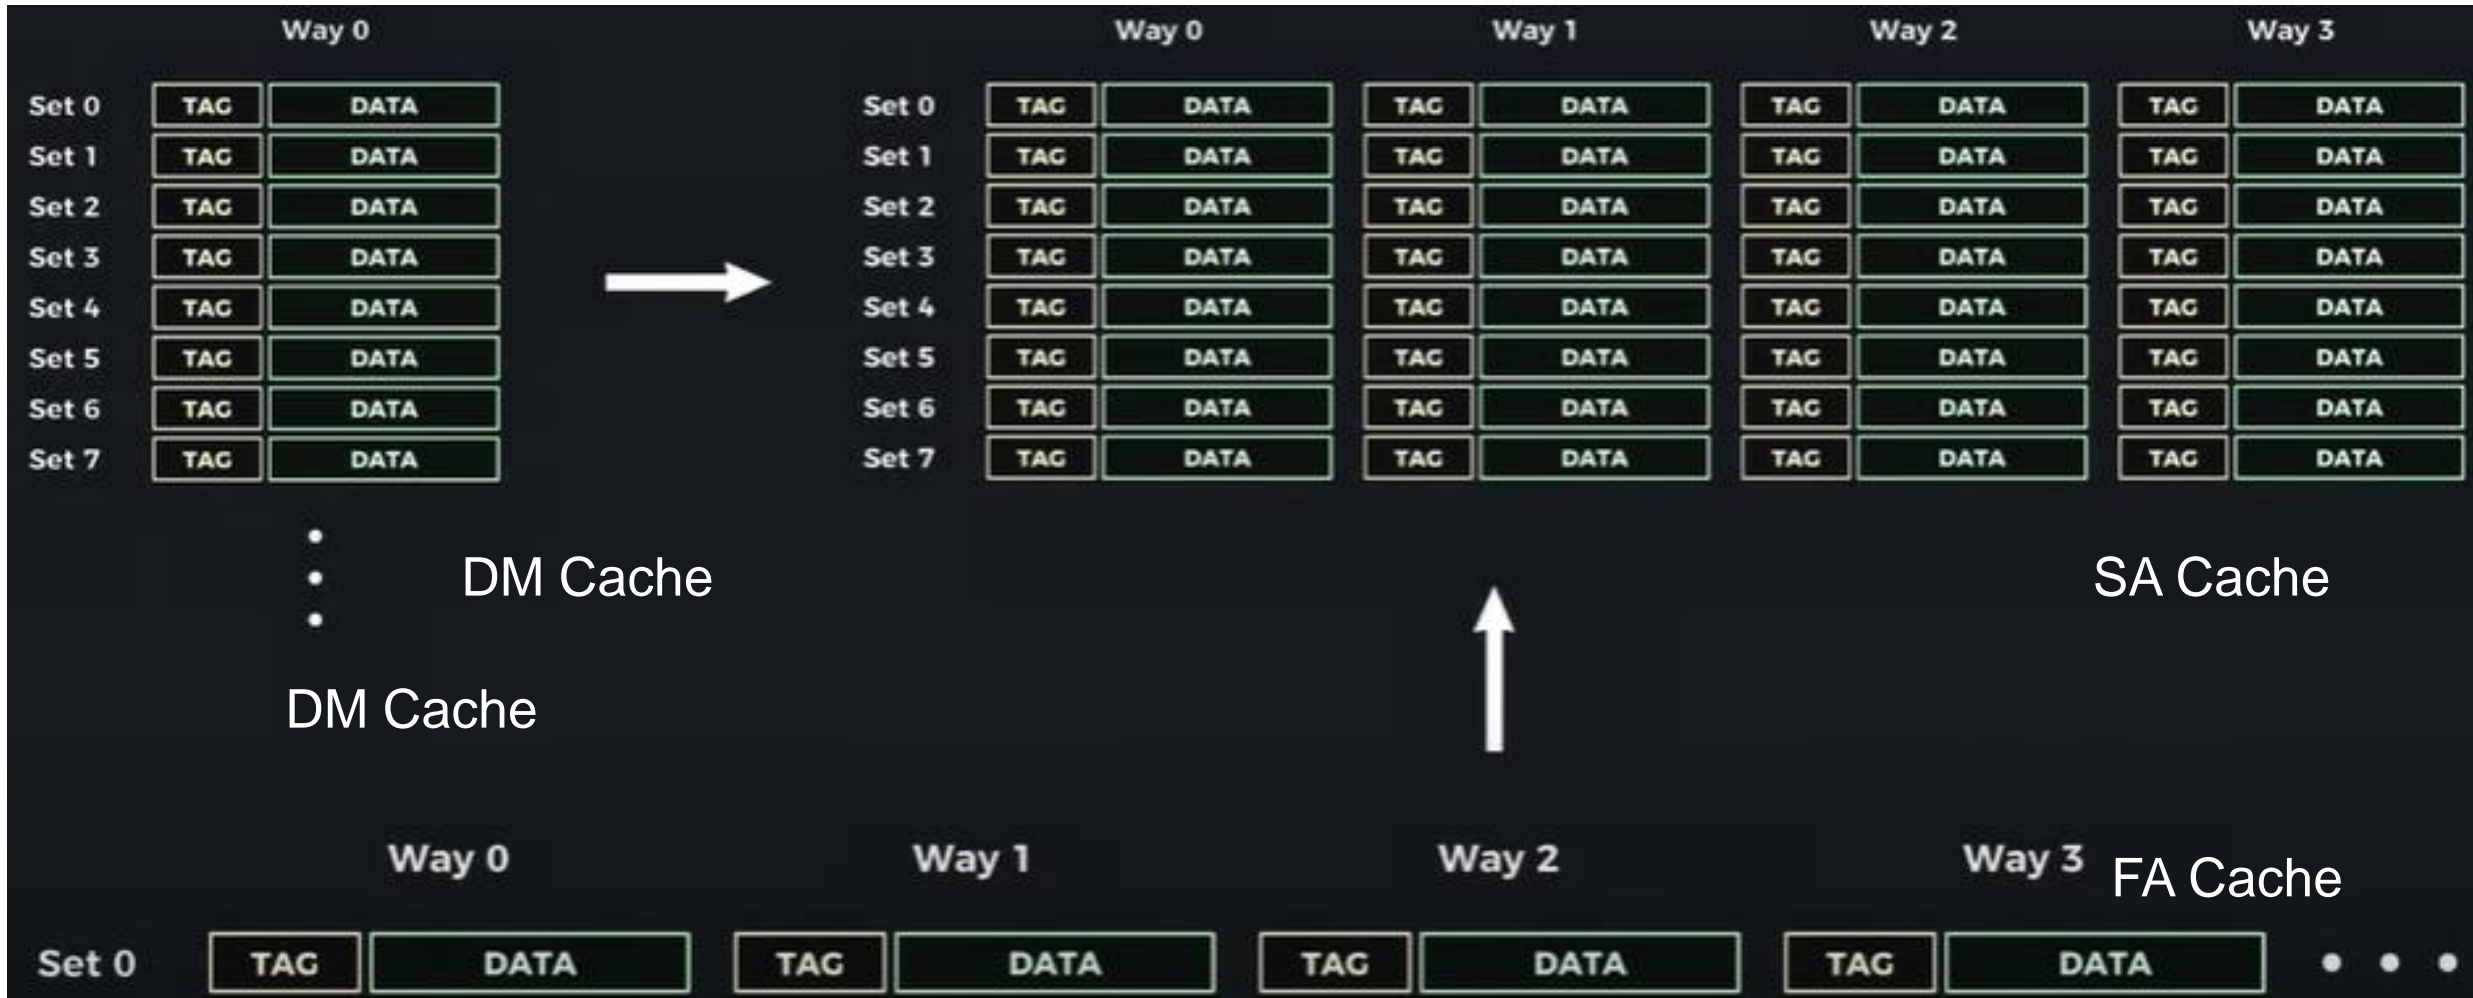 Way 0 Way 0 Way 1 Way 2 Way 3
Set 0 TAG DATA Set 0 TAG DATA TAG DATA TAG DATA TAG DATA
Set 1 TAG DATA Set 1 TAG DATA TAG DATA TAG DATA TAG DATA
Set 2 TAG DATA Set 2 TAG DATA TAG DATA TAG DATA TAG DATA
Set 3 TAG DATA Set 3 TAG DATA TAG DATA TAG DATA TAG DATA
Set 4 TAG DATA Set 4 TAG DATA TAG DATA TAG DATA TAG DATA
Set 5 TAG DATA Set 5 TAG DATA TAG DATA TAG DATA TAG DATA
Set 6 TAG DATA Set 6 TAG DATA TAG DATA TAG DATA TAG DATA
Set 7 TAG DATA Set 7 TAG DATA TAG DATA TAG DATA TAG DATA
DM Cache SA Cache
DM Cache
Way 0 Way 1 Way 2 Way 3 FA Cache
Set 0 TAG DATA TAG DATA TAG DATA TAG DATA